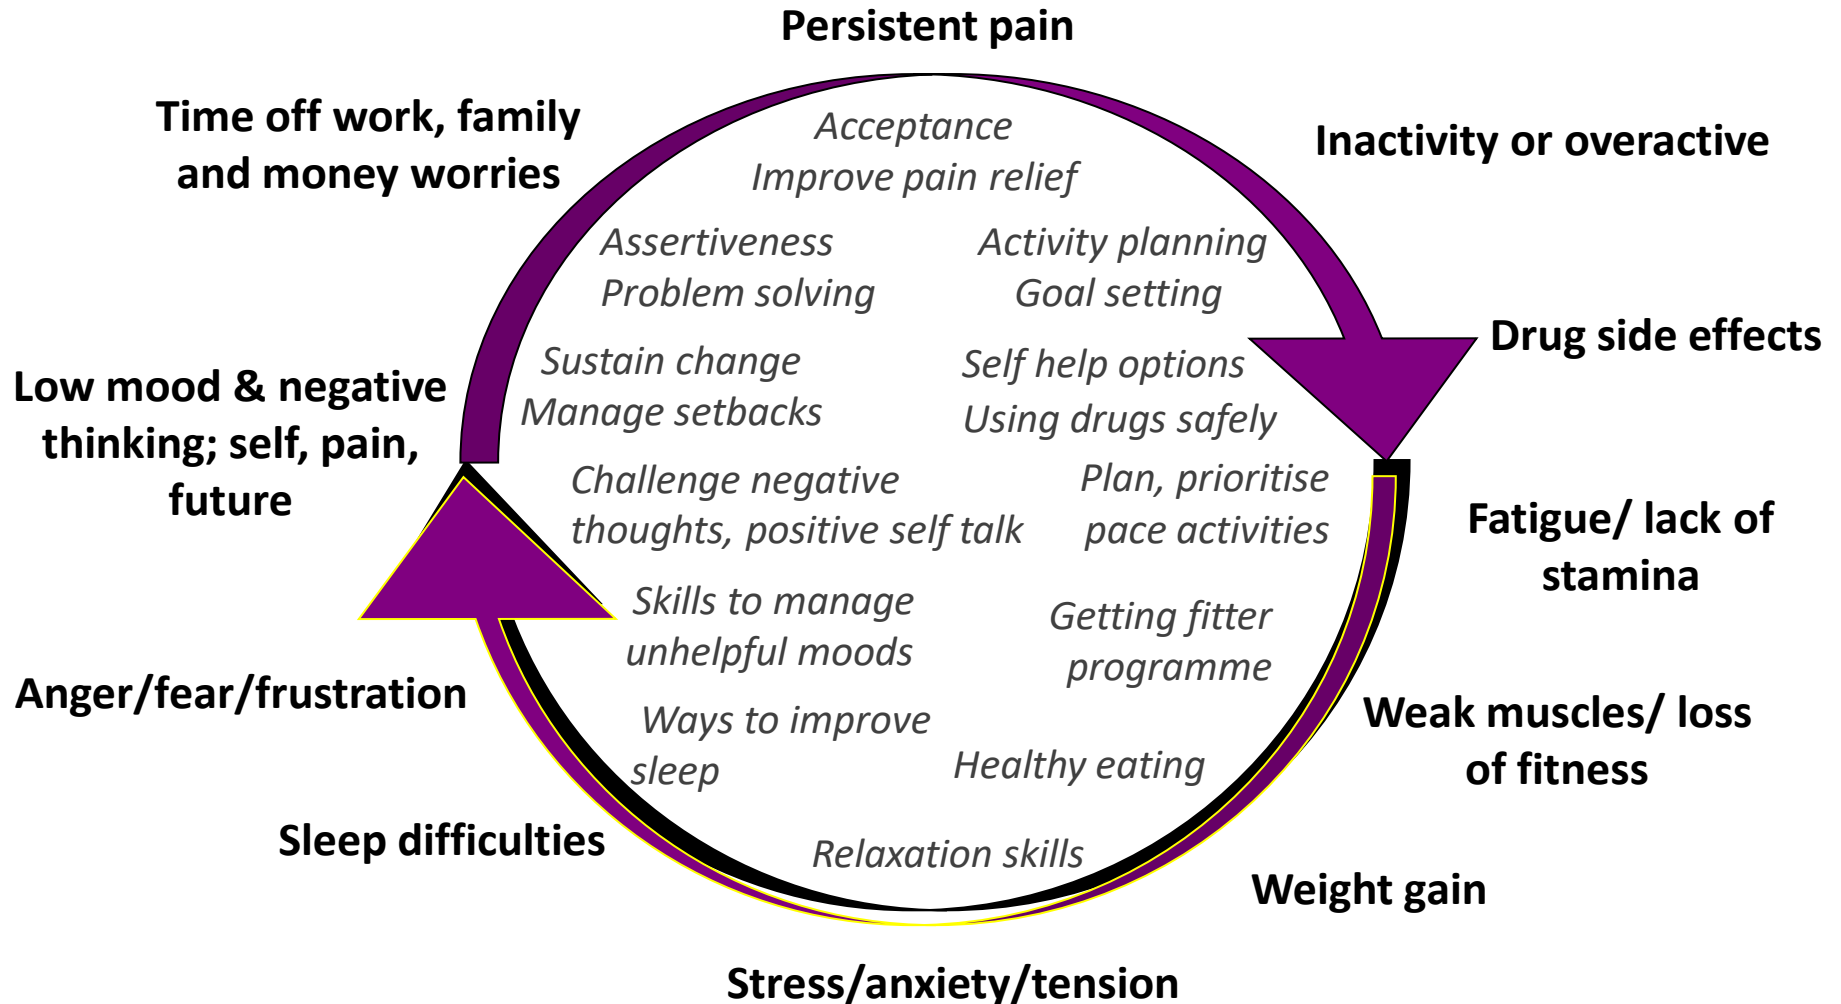 Persistent pain
Time off work, family
and money worries
Inactivity or overactive
Acceptance
Improve pain relief
Assertiveness
Problem solving
Activity planning
Goal setting
Drug side effects
Sustain change
Manage setbacks
Self help options
Using drugs safely
Low mood & negative
thinking; self, pain,
future
Challenge negative
thoughts, positive self talk
Plan, prioritise
pace activities
Fatigue/ lack of
stamina
Skills to manage
unhelpful moods
Getting fitter
programme
Anger/fear/frustration
Weak muscles/ loss
of fitness
Ways to improve
sleep
Healthy eating
Sleep difficulties
Relaxation skills
Weight gain
Stress/anxiety/tension